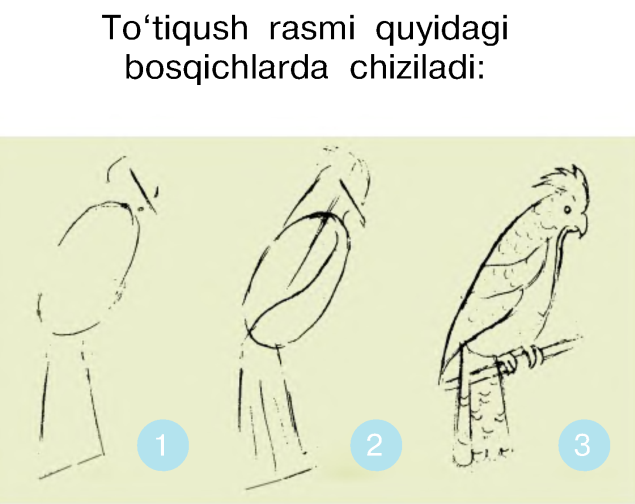 To‘tiqush rasmi quyidagi
bosqichlarda chiziladi:
1 2 3